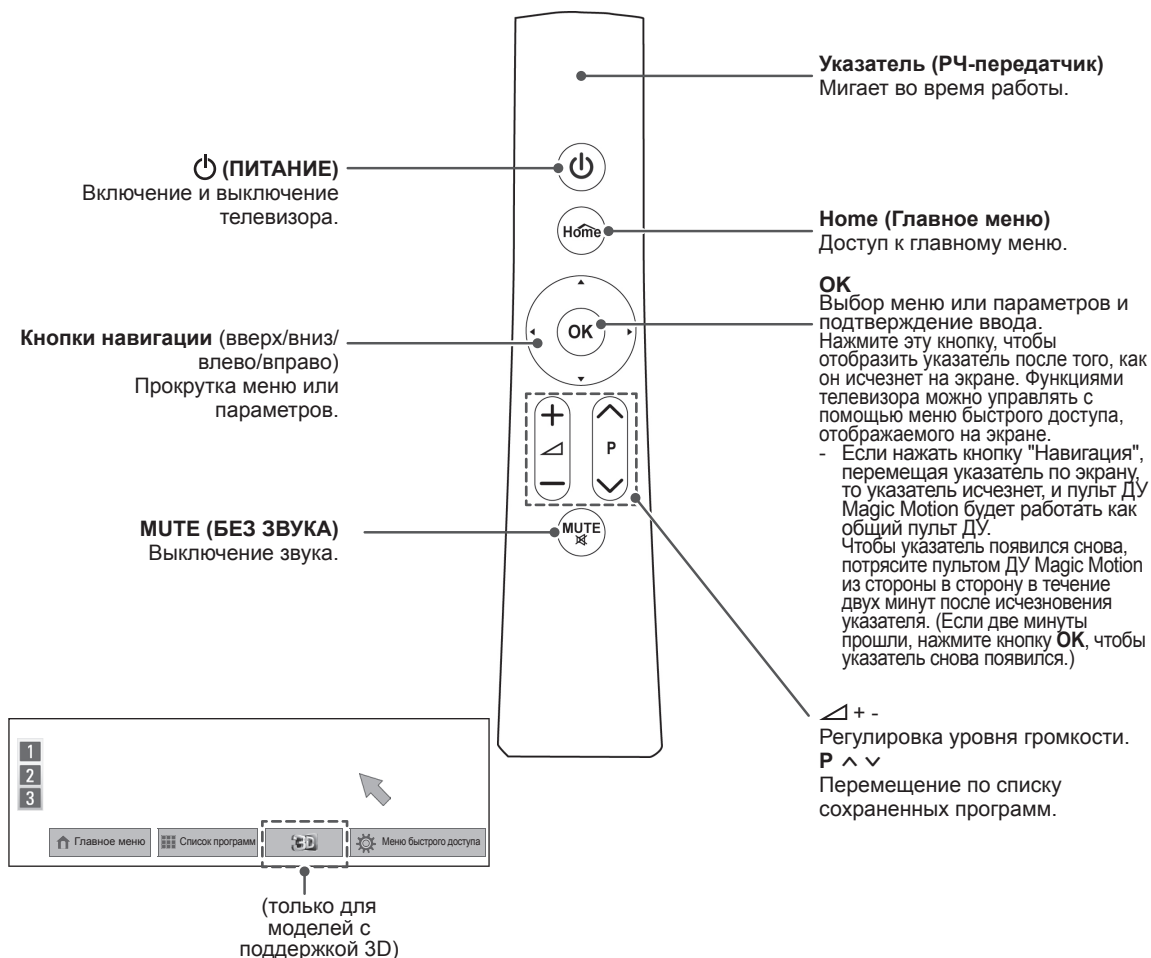 Указатель (РЧ-передатчик)
Мигает во время работы.
(ПИТАНИЕ)
Включение и выключение
телевизора.
Home
Home (Главное меню)
Доступ к главному меню.
OK
Кнопки навигации (вверх/вниз/
влево/вправо)
Прокрутка меню или
параметров.
OK
Выбор меню или параметров и
подтверждение ввода.
Нажмите эту кнопку, чтобы
отобразить указатель после того, как
он исчезнет на экране. Функциями
телевизора можно управлять с
помощью меню быстрого доступа,
отображаемого на экране.
- Если нажать кнопку "Навигация",
перемещая указатель по экрану,
то указатель исчезнет, и пульт ДУ
Magic Motion будет работать как
общий пульт ДУ.
Чтобы указатель появился снова,
потрясите пультом ДУ Magic Motion
из стороны в сторону в течение
двух минут после исчезновения
указателя. (Если две минуты
прошли, нажмите кнопку OK, чтобы
указатель снова появился.)
+
P
−
MUTE (БЕЗ ЗВУКА)
Выключение звука.
MUTE
+ -
Регулировка уровня громкости.
P
Перемещение по списку
сохраненных программ.
1
2
3
Главное меню
Список программ
3D
Меню быстрого доступа
(только для
моделей с
поддержкой 3D)